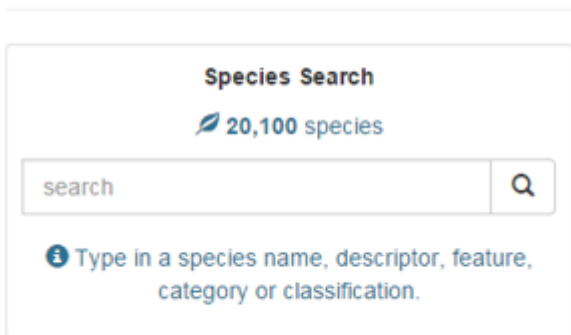 Species Search
20,100 species
search
Type in a species name, descriptor, feature,
category or classification.